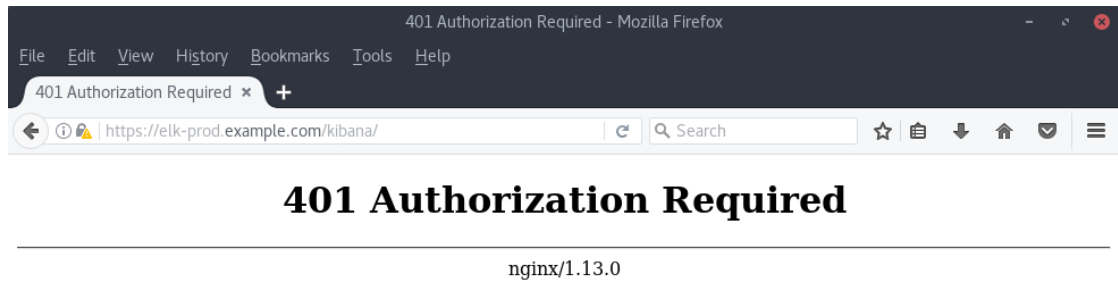 401 Authorization Required - Mozilla Firefox
File Edit View History Bookmarks Tools Help
401 Authorization Required
https://elk-prod.example.com/kibana/ Search
401 Authorization Required
nginx/1.13.0